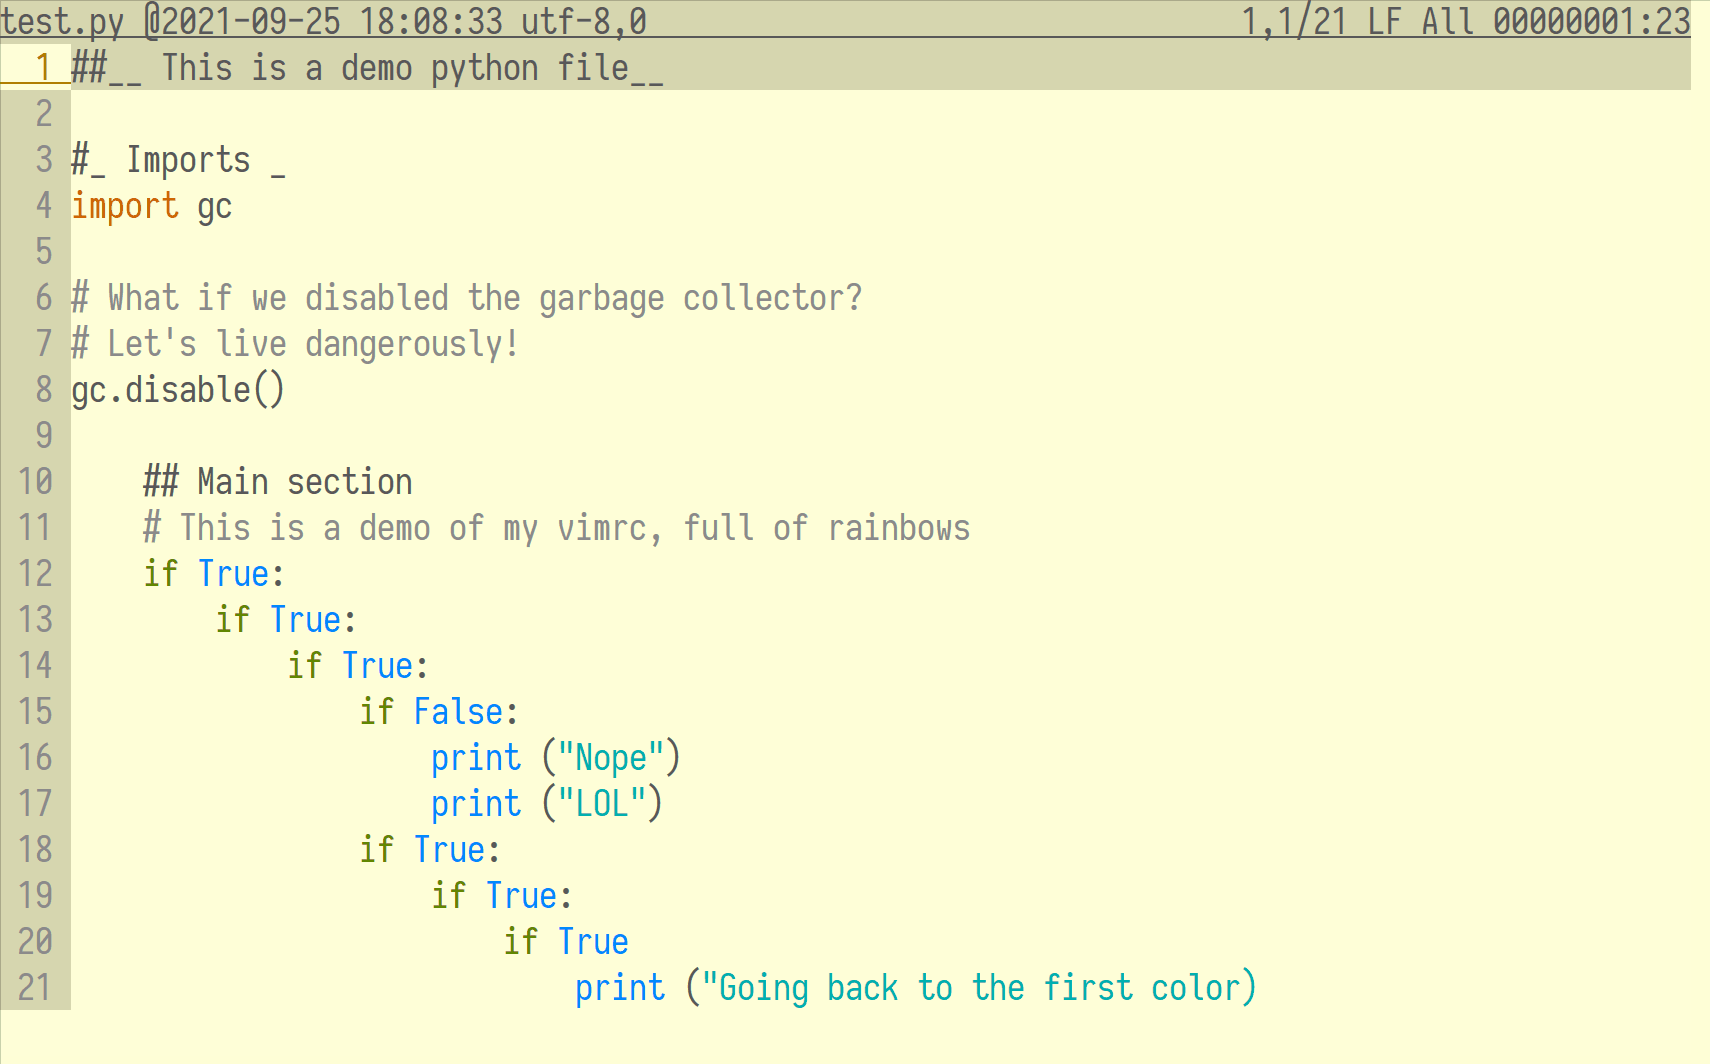 test.py @2021-09-25 18:08:33 utf-8,0 1,1/21 LF All 00000001:23
1 ##__ This is a demo python file__
2
3 #_ Imports _
4 import gc
5
6 # What if we disabled the garbage collector?
7 # Let's live dangerously!
8 gc.disable()
9
10     ## Main section
11     # This is a demo of my vimrc, full of rainbows
12     if True:
13         if True:
14             if True:
15                 if False:
16                     print ("Nope")
17                     print ("LOL")
18                 if True:
19                     if True:
20                         if True
21                             print ("Going back to the first color)